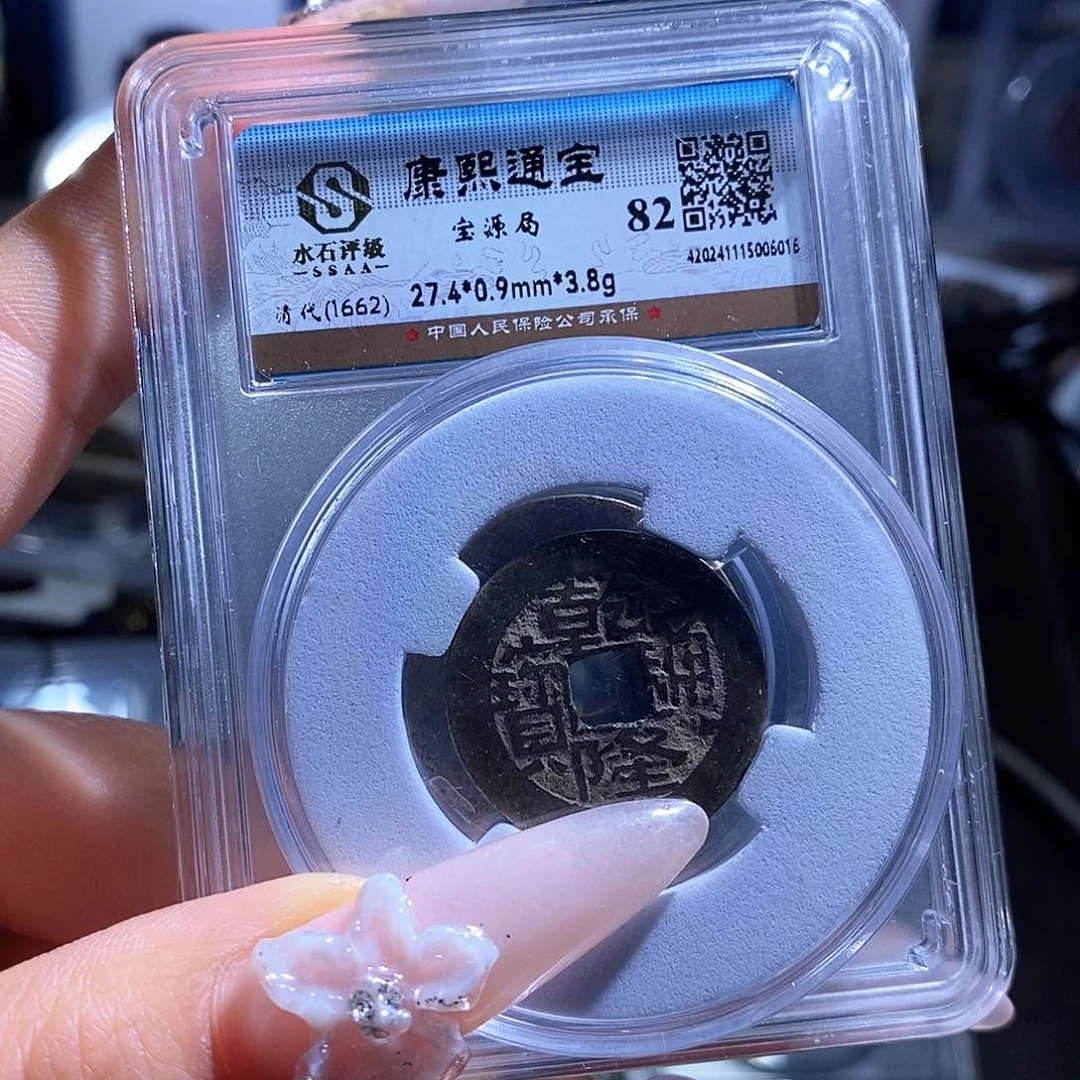 康熙通宝
宝源局
82
水石评级
SSAA
420241115006016
清代(1662) 27.4*0.9mm*3.8g
★中国人民保险公司承保★
乾隆通寶